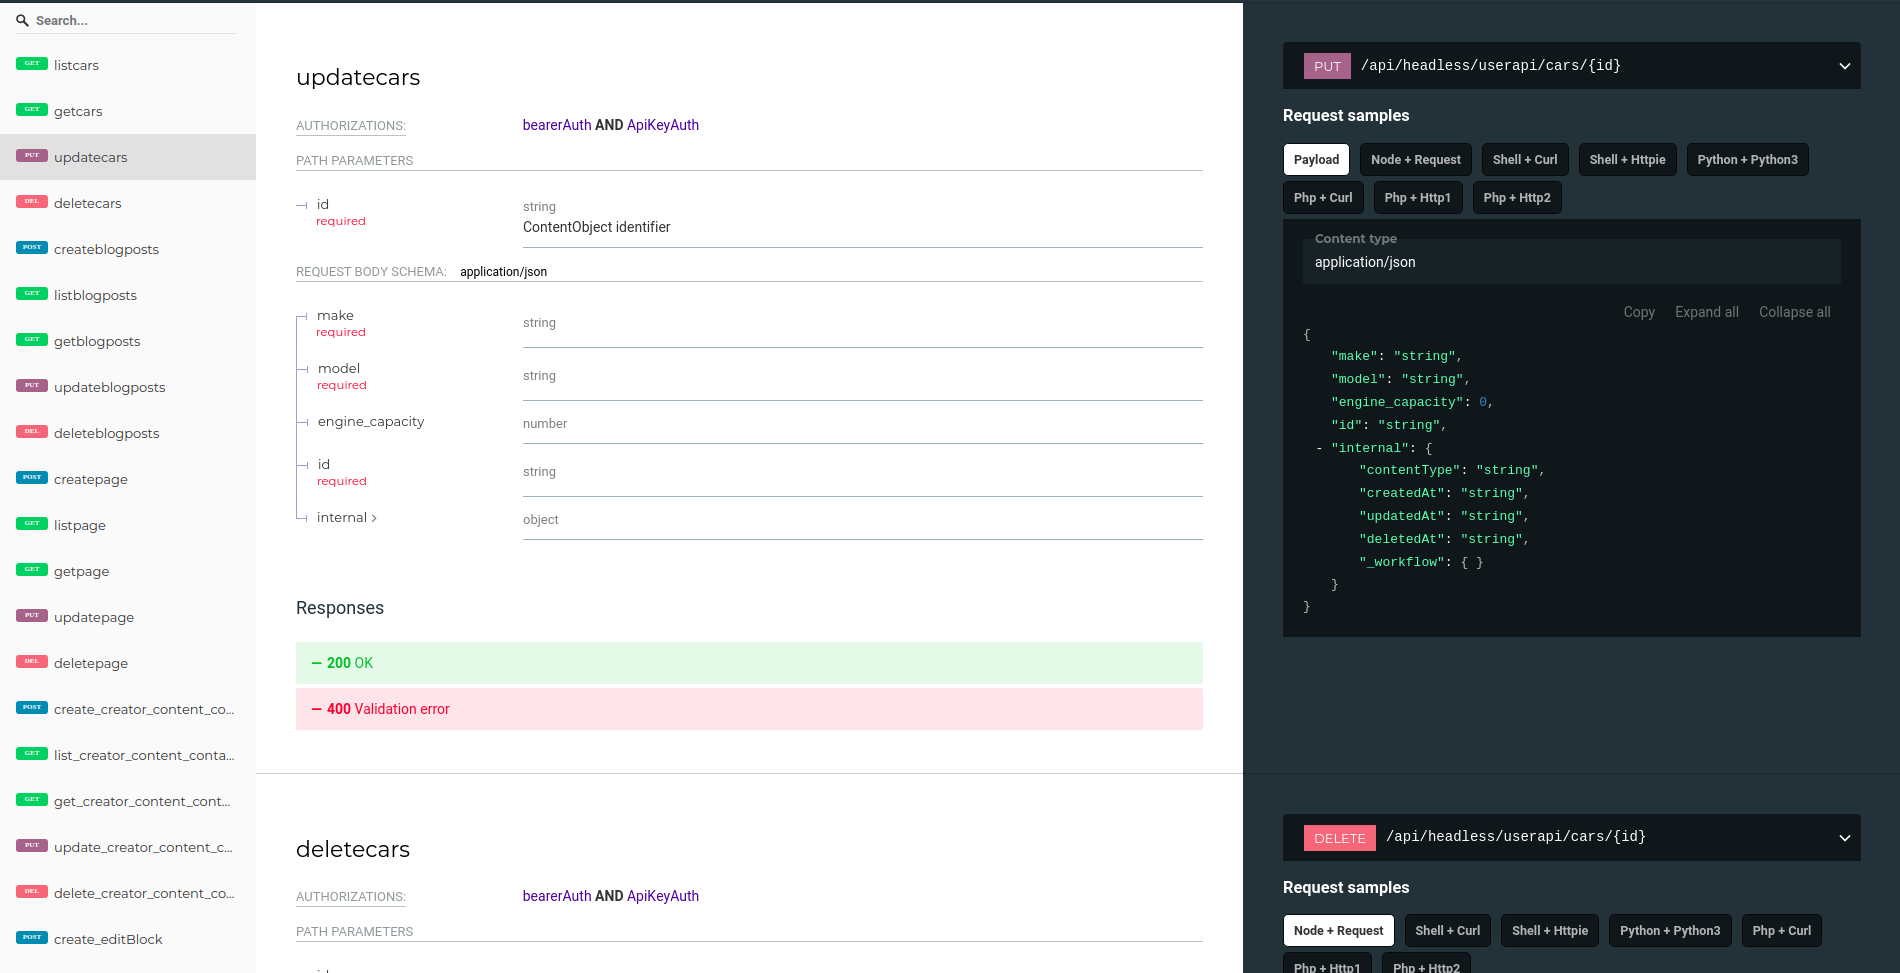 Search...
GET listcars
GET getcars
PUT updatecars
DEL deletecars
POST createblogposts
GET listblogposts
GET getblogposts
PUT updateblogposts
DEL deleteblogposts
POST createpage
GET listpage
GET getpage
PUT updatepage
DEL deletepage
POST create_creator_content_co...
GET list_creator_content_conta...
GET get_creator_content_cont...
PUT update_creator_content_c...
DEL delete_creator_content_co...
POST create_editBlock
updatecars
AUTHORIZATIONS: bearerAuth AND ApiKeyAuth
PATH PARAMETERS
id
required
string
ContentObject identifier
REQUEST BODY SCHEMA: application/json
make
required
string
model
required
string
engine_capacity
number
id
required
string
internal >
object
Responses
— 200 OK
— 400 Validation error
deletecars
AUTHORIZATIONS: bearerAuth AND ApiKeyAuth
PATH PARAMETERS
PUT /api/headless/userapi/cars/{id}
Request samples
Payload Node + Request Shell + Curl Shell + Httpie Python + Python3
Php + Curl Php + Http1 Php + Http2
Content type
application/json
Copy Expand all Collapse all
{
"make": "string",
"model": "string",
"engine_capacity": 0,
"id": "string",
- "internal": {
"contentType": "string",
"createdAt": "string",
"updatedAt": "string",
"deletedAt": "string",
"_workflow": { }
}
}
DELETE /api/headless/userapi/cars/{id}
Request samples
Node + Request Shell + Curl Shell + Httpie Python + Python3 Php + Curl
Php + Http1 Php + Http2